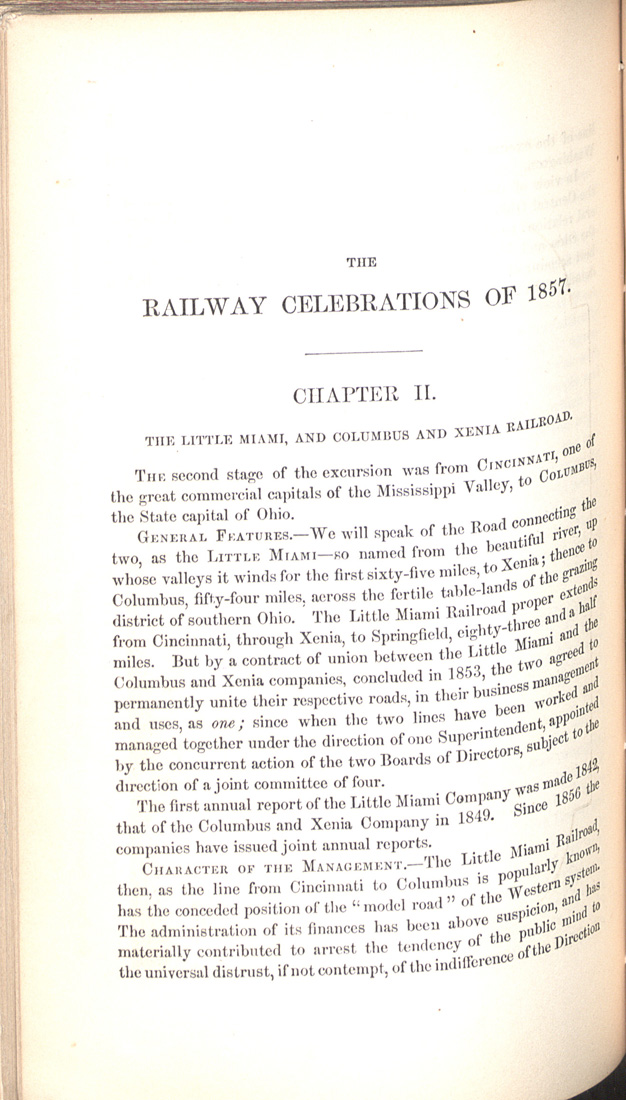 THE
RAILWAY CELEBRATIONS OF 1857.
CHAPTER II.
THE LITTLE MIAMI, AND COLUMBUS AND XENIA RAILROAD.
THE second stage of the excursion was from CINCINNATI, one of
the great commercial capitals of the Mississippi Valley, to COLUMBUS,
the State capital of Ohio.
GENERAL FEATURES.—We will speak of the Road connecting the
two, as the LITTLE MIAMI—so named from the beautiful river, up
whose valleys it winds for the first sixty-five miles, to Xenia; thence to
Columbus, fifty-four miles, across the fertile table-lands of the grazing
district of southern Ohio. The Little Miami Railroad proper extends
from Cincinnati, through Xenia, to Springfield, eighty-three and a half
miles. But by a contract of union between the Little Miami and the
Columbus and Xenia companies, concluded in 1853, the two agreed to
permanently unite their respective roads, in their business management
and uses, as one; since when the two lines have been worked and
managed together under the direction of one Superintendent, appointed
by the concurrent action of the two Boards of Directors, subject to the
direction of a joint committee of four.
The first annual report of the Little Miami Company was made 1842,
that of the Columbus and Xenia Company in 1849. Since 1856 the
companies have issued joint annual reports.
CHARACTER OF THE MANAGEMENT.—The Little Miami Railroad,
then, as the line from Cincinnati to Columbus is popularly known,
has the conceded position of the "model road" of the Western system.
The administration of its finances has been above suspicion, and has
materially contributed to arrest the tendency of the public mind to
the universal distrust, if not contempt, of the indifference of the Direction